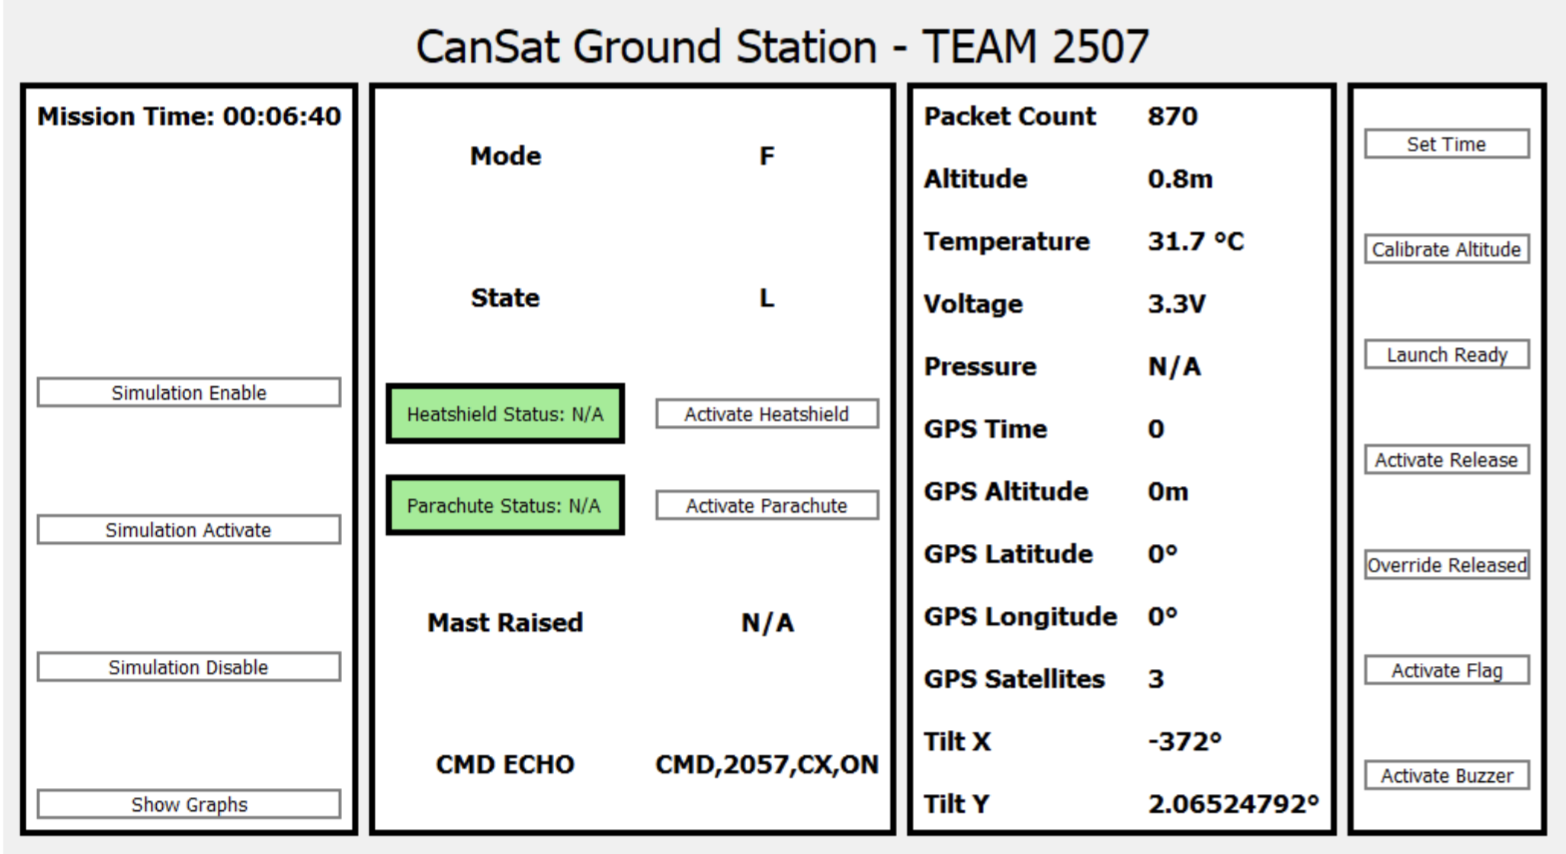 CanSat Ground Station - TEAM 2507
Mission Time: 00:06:40
Simulation Enable
Simulation Activate
Simulation Disable
Show Graphs
Mode F
State L
Heatshield Status: N/A Activate Heatshield
Parachute Status: N/A Activate Parachute
Mast Raised N/A
CMD ECHO CMD,2057,CX,ON
Packet Count 870
Altitude 0.8m
Temperature 31.7 °C
Voltage 3.3V
Pressure N/A
GPS Time 0
GPS Altitude 0m
GPS Latitude 0°
GPS Longitude 0°
GPS Satellites 3
Tilt X -372°
Tilt Y 2.06524792°
Set Time
Calibrate Altitude
Launch Ready
Activate Release
Override Released
Activate Flag
Activate Buzzer